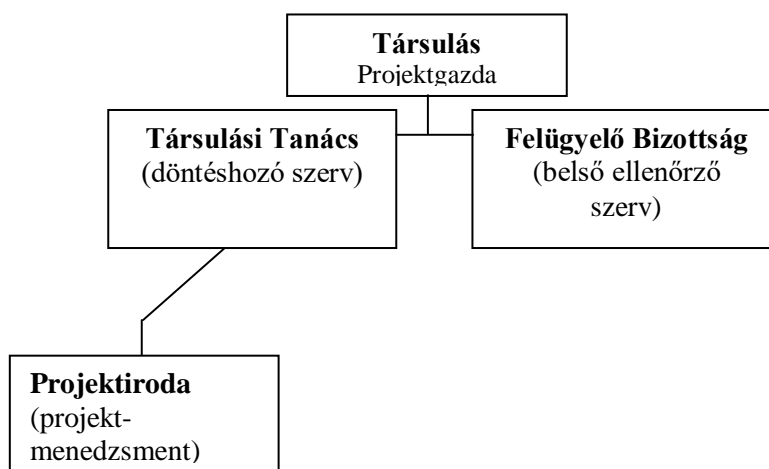 Társulás
Projektgazda
Társulási Tanács
(döntéshozó szerv)
Felügyelő Bizottság
(belső ellenőrző
szerv)
Projektiroda
(projekt-
menedzsment)